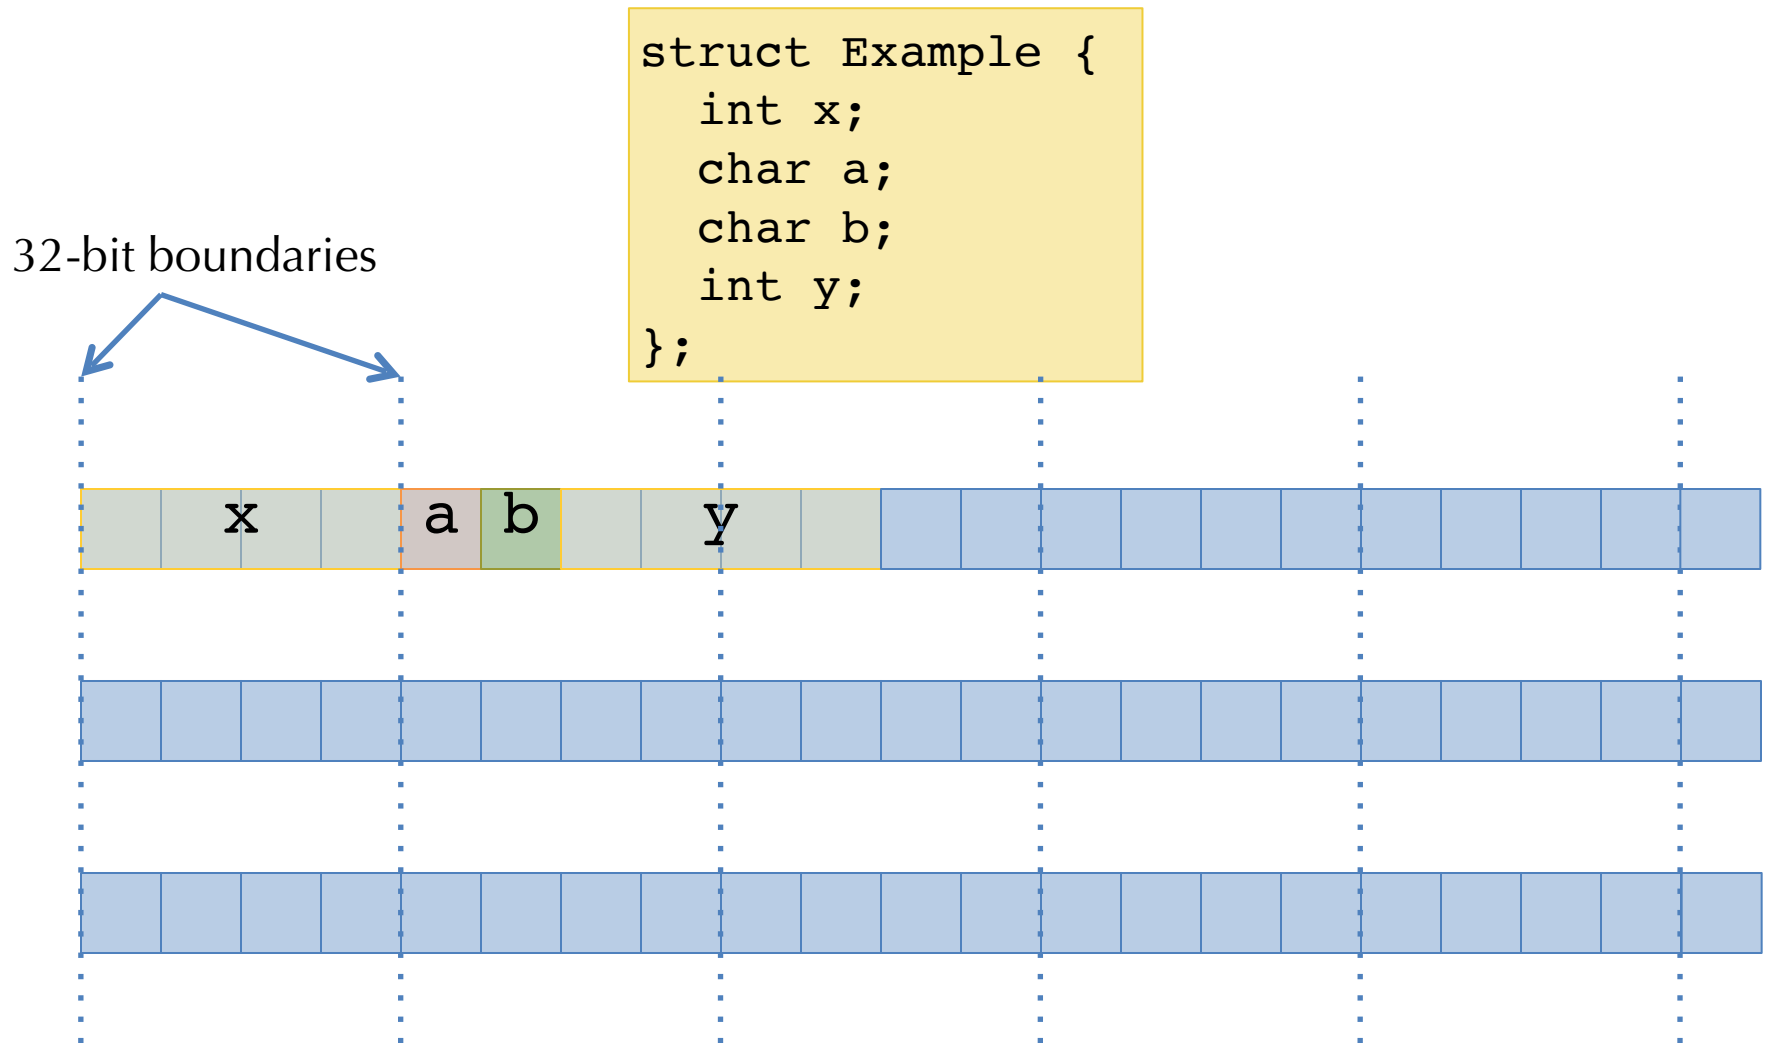 struct Example {
  int x;
  char a;
  char b;
  int y;
};
32-bit boundaries
x a b y